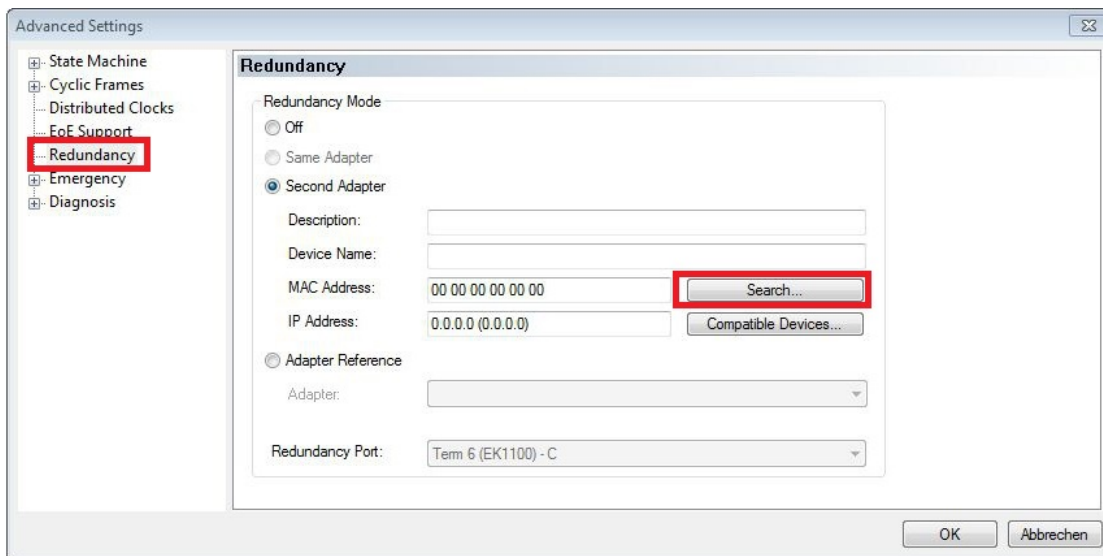 Advanced Settings
State Machine
Cyclic Frames
Distributed Clocks
EoE Support
Redundancy
Emergency
Diagnosis
Redundancy
Redundancy Mode
Off
Same Adapter
Second Adapter
Description:
Device Name:
MAC Address: 00 00 00 00 00 00 Search...
IP Address: 0.0.0.0 (0.0.0.0) Compatible Devices...
Adapter Reference
Adapter:
Redundancy Port: Term 6 (EK1100) - C
OK Abbrechen